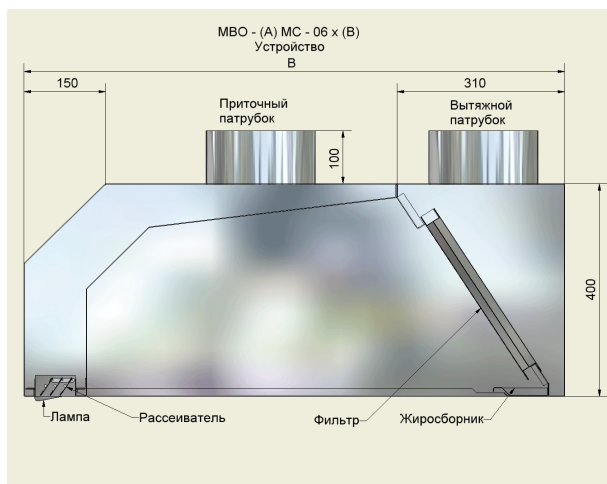 МВО - (А) МС - 06 х (В)
Устройство
В
150
310
Приточный
патрубок
Вытяжной
патрубок
100
400
Лампа
Рассеиватель
Фильтр
Жиросборник